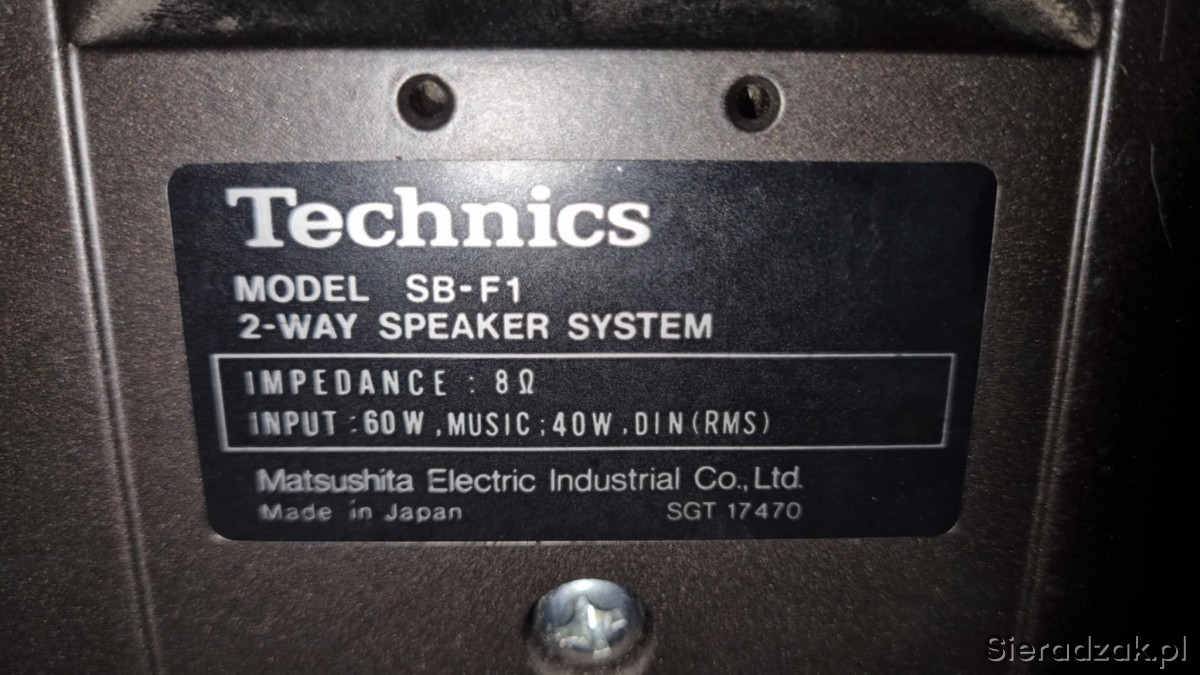 Technics
MODEL SB-F1
2-WAY SPEAKER SYSTEM
IMPEDANCE : 8Ω
INPUT : 60W , MUSIC ; 40W , DIN (RMS)
Matsushita Electric Industrial Co., Ltd.
Made in Japan SGT 17470
Sieradzak.pl